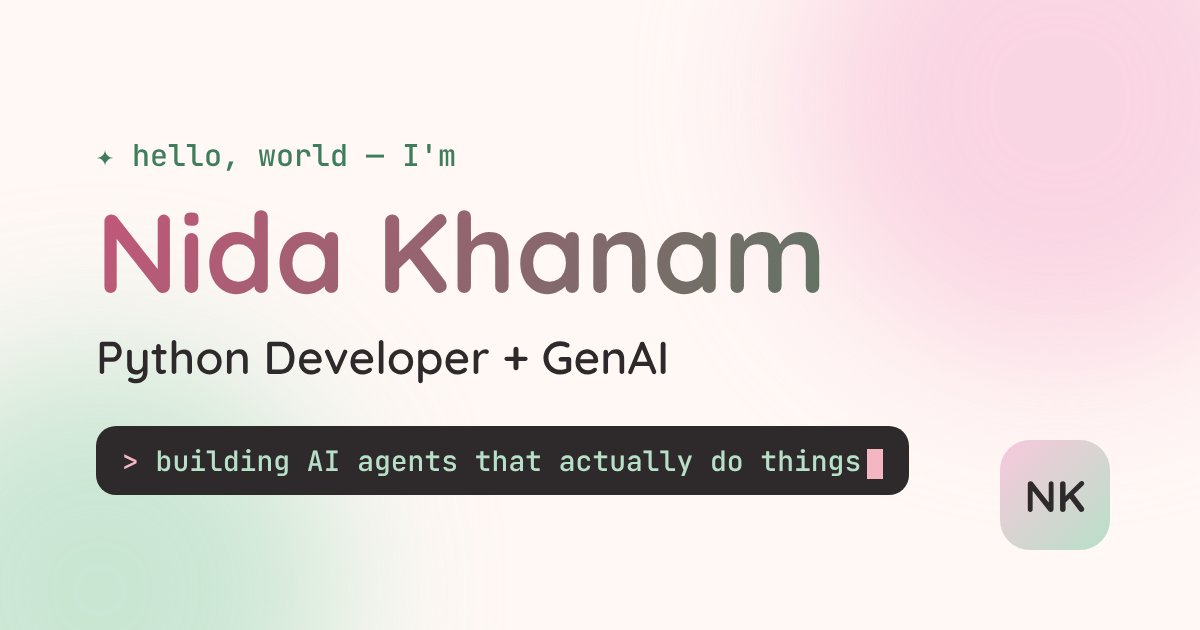 ✦ hello, world — I'm
Nida Khanam
Python Developer + GenAI
> building AI agents that actually do things
NK